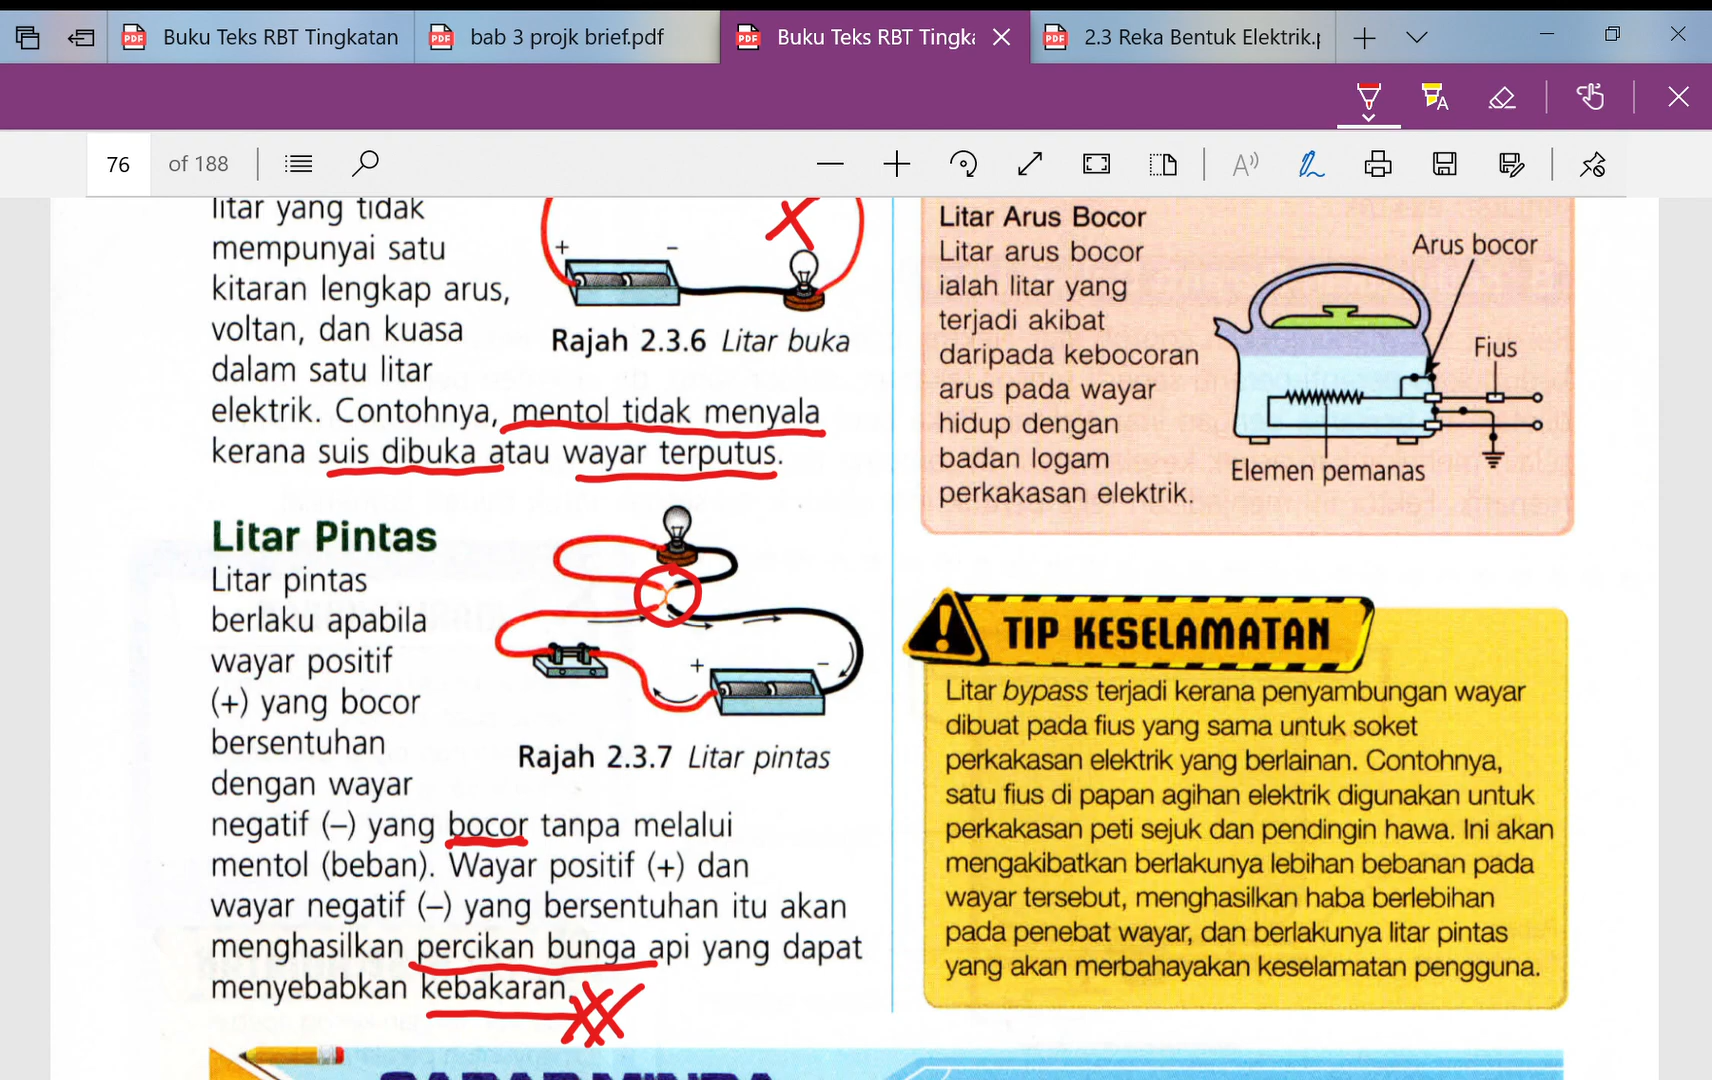 Buku Teks RBT Tingkatan
bab 3 projk brief.pdf
Buku Teks RBT Tingka
2.3 Reka Bentuk Elektrik.p
76 of 188
litar yang tidak
mempunyai satu
kitaran lengkap arus,
voltan, dan kuasa
dalam satu litar
elektrik. Contohnya, mentol tidak menyala
kerana suis dibuka atau wayar terputus.
+ −
Rajah 2.3.6 Litar buka
Litar Pintas
Litar pintas
berlaku apabila
wayar positif
(+) yang bocor
bersentuhan
dengan wayar
negatif (–) yang bocor tanpa melalui
mentol (beban). Wayar positif (+) dan
wayar negatif (–) yang bersentuhan itu akan
menghasilkan percikan bunga api yang dapat
menyebabkan kebakaran.
+ −
Rajah 2.3.7 Litar pintas
Litar Arus Bocor
Litar arus bocor
ialah litar yang
terjadi akibat
daripada kebocoran
arus pada wayar
hidup dengan
badan logam
perkakasan elektrik.
Arus bocor
Fius
Elemen pemanas
TIP KESELAMATAN
Litar bypass terjadi kerana penyambungan wayar
dibuat pada fius yang sama untuk soket
perkakasan elektrik yang berlainan. Contohnya,
satu fius di papan agihan elektrik digunakan untuk
perkakasan peti sejuk dan pendingin hawa. Ini akan
mengakibatkan berlakunya lebihan bebanan pada
wayar tersebut, menghasilkan haba berlebihan
pada penebat wayar, dan berlakunya litar pintas
yang akan merbahayakan keselamatan pengguna.